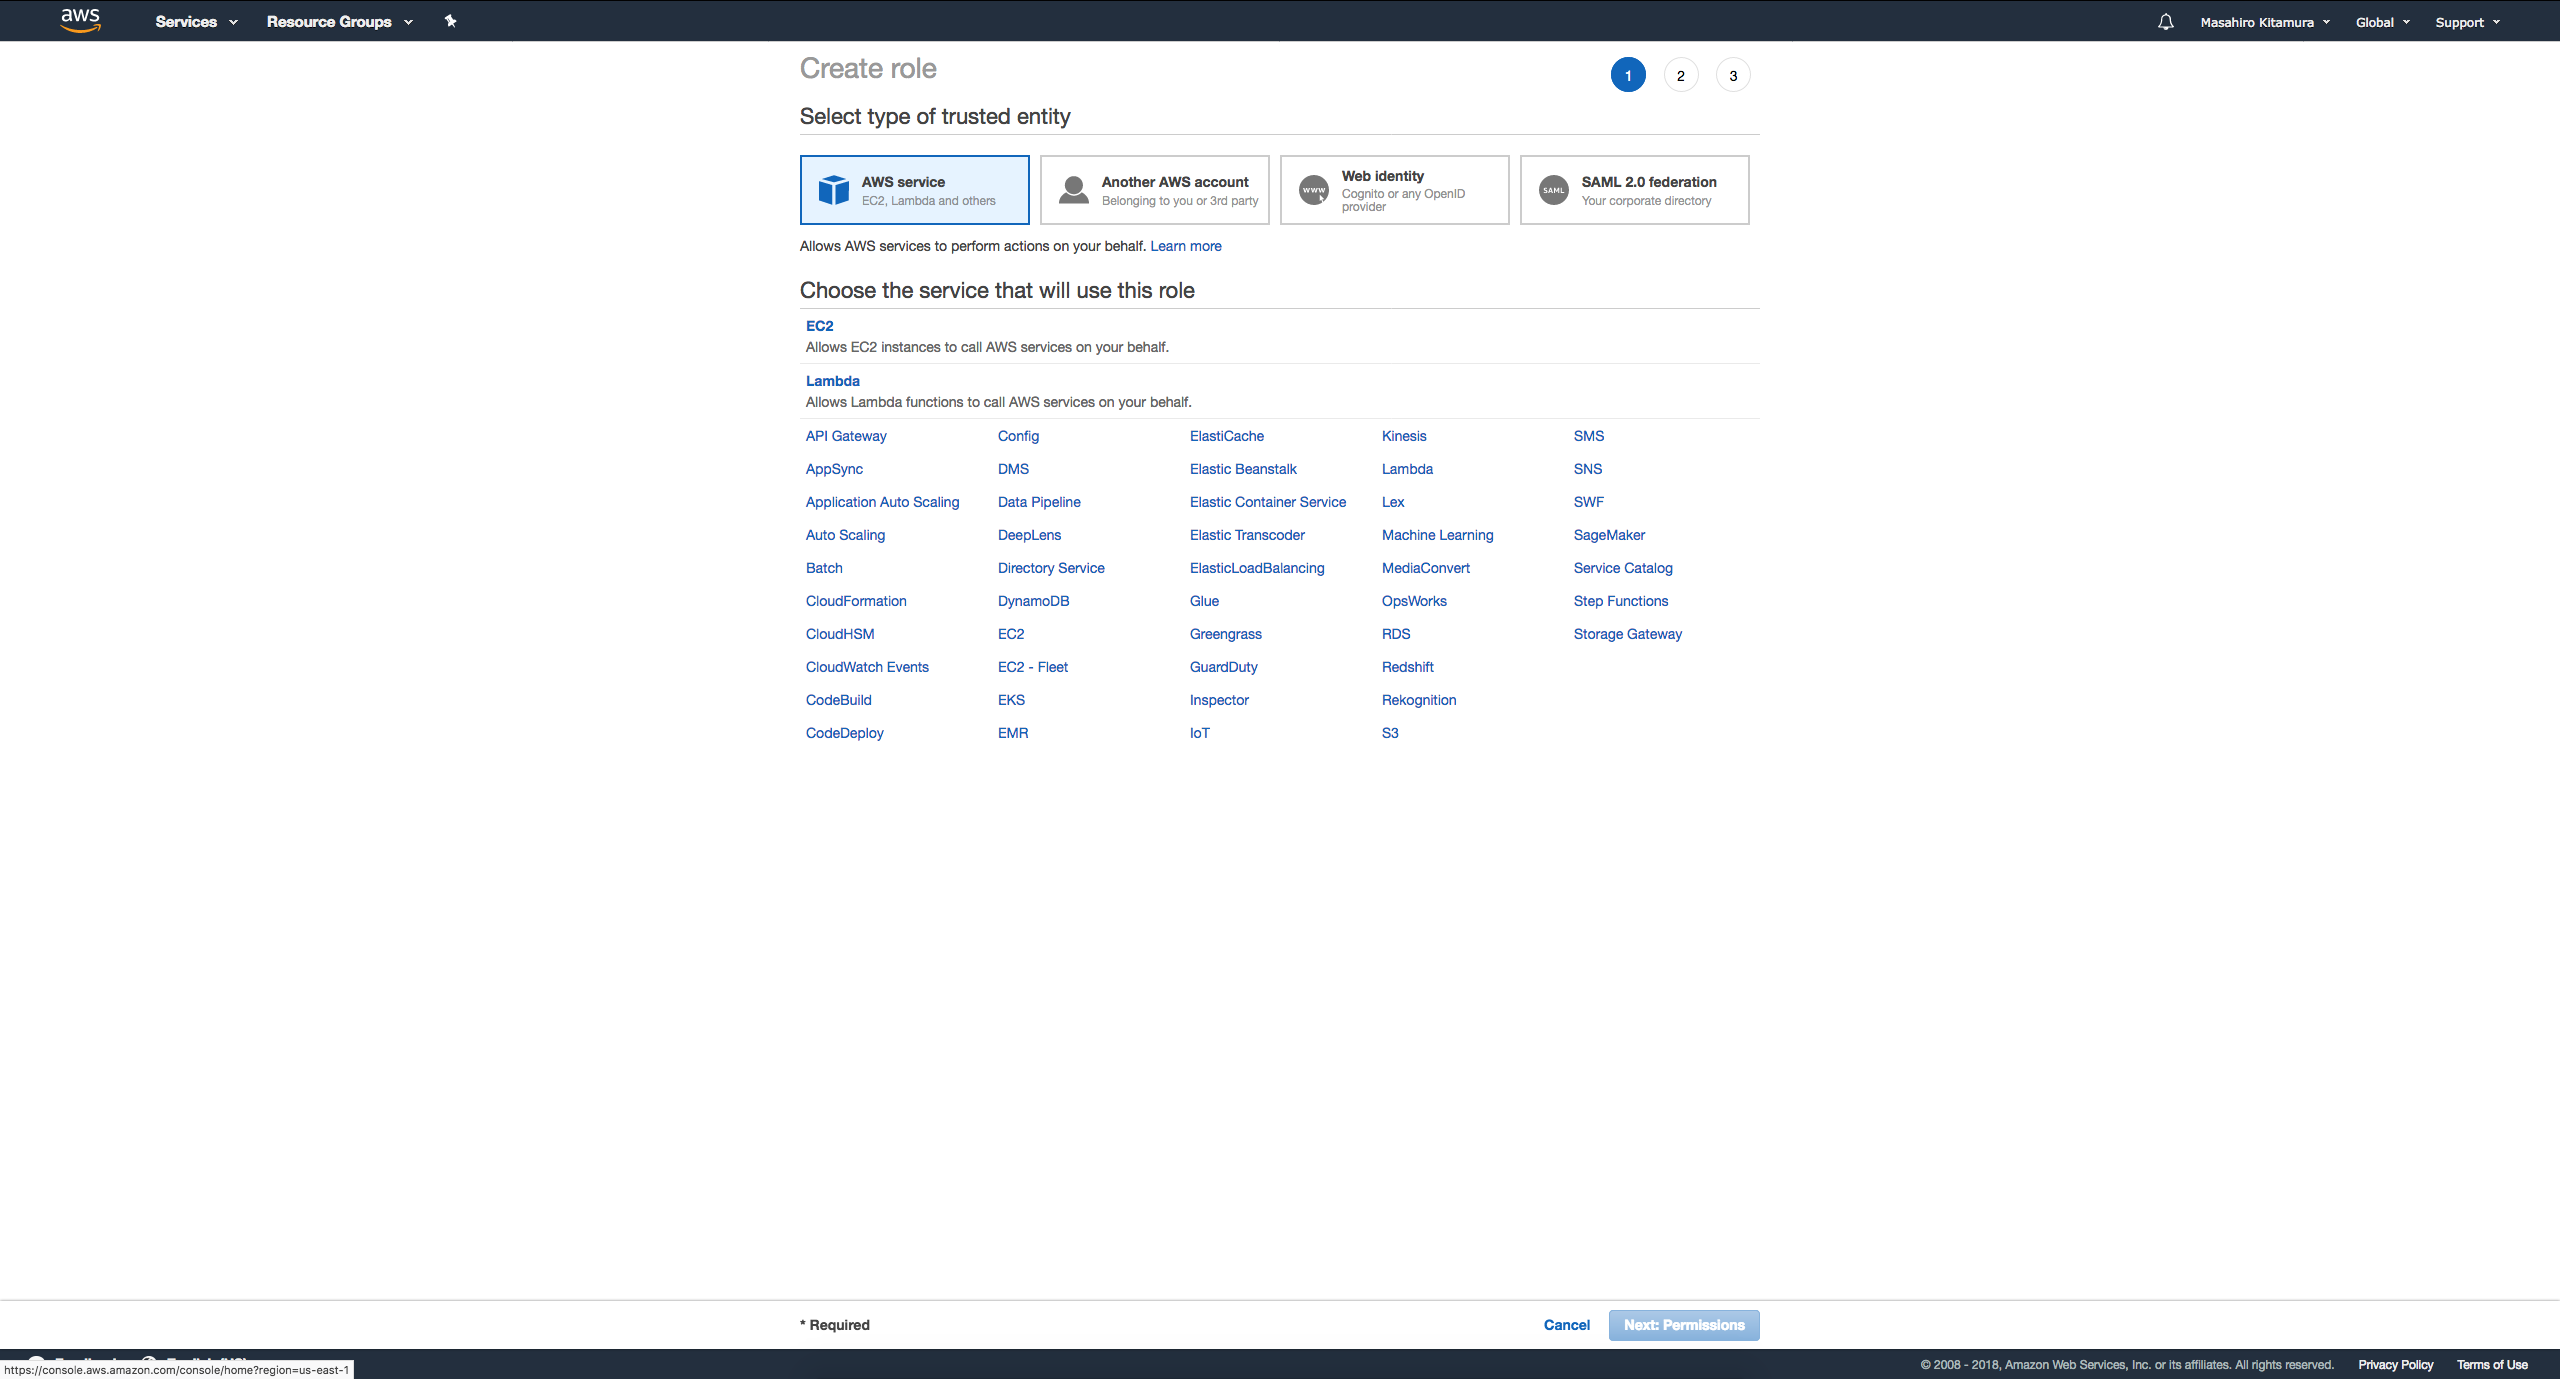 aws Services Resource Groups Masahiro Kitamura Global Support
Create role 1 2 3
Select type of trusted entity
AWS service
EC2, Lambda and others
Another AWS account
Belonging to you or 3rd party
www
Web identity
Cognito or any OpenID
provider
SAML
SAML 2.0 federation
Your corporate directory
Allows AWS services to perform actions on your behalf. Learn more
Choose the service that will use this role
EC2
Allows EC2 instances to call AWS services on your behalf.
Lambda
Allows Lambda functions to call AWS services on your behalf.
API Gateway Config ElastiCache Kinesis SMS
AppSync DMS Elastic Beanstalk Lambda SNS
Application Auto Scaling Data Pipeline Elastic Container Service Lex SWF
Auto Scaling DeepLens Elastic Transcoder Machine Learning SageMaker
Batch Directory Service ElasticLoadBalancing MediaConvert Service Catalog
CloudFormation DynamoDB Glue OpsWorks Step Functions
CloudHSM EC2 Greengrass RDS Storage Gateway
CloudWatch Events EC2 - Fleet GuardDuty Redshift
CodeBuild EKS Inspector Rekognition
CodeDeploy EMR IoT S3
* Required Cancel Next: Permissions
https://console.aws.amazon.com/console/home?region=us-east-1
© 2008 - 2018, Amazon Web Services, Inc. or its affiliates. All rights reserved. Privacy Policy Terms of Use